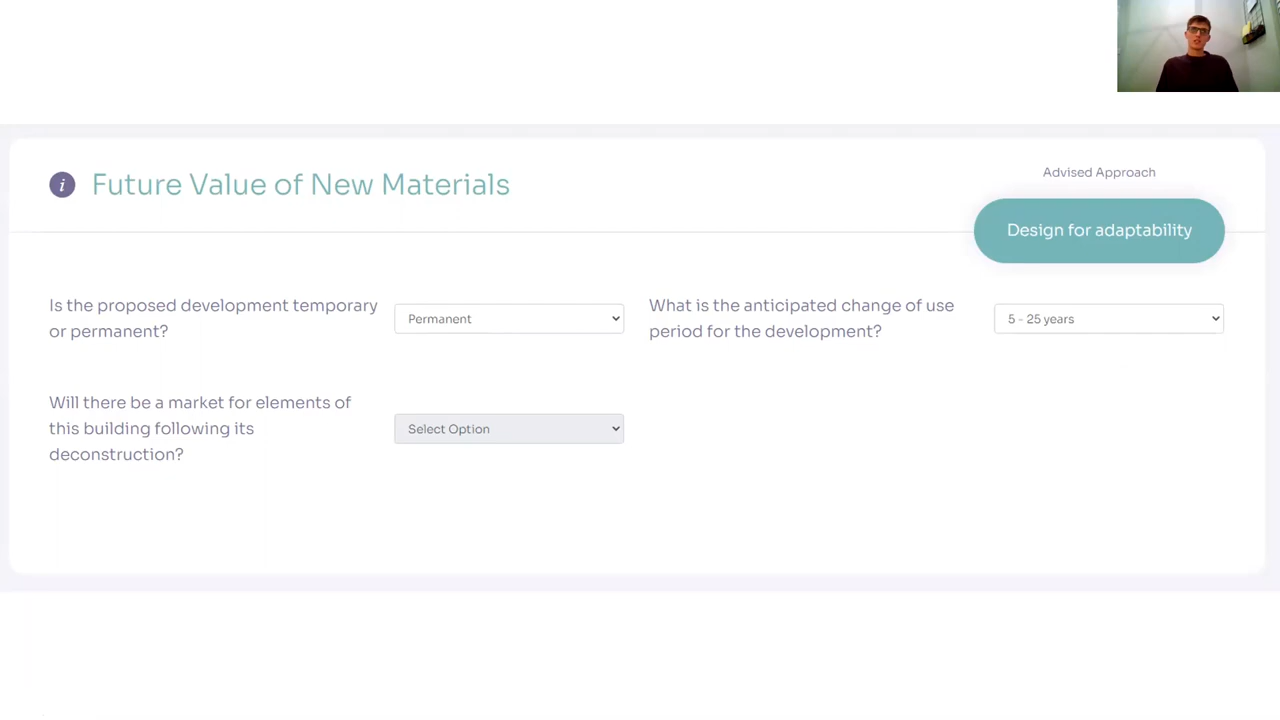 i
Future Value of New Materials
Advised Approach
Design for adaptability
Is the proposed development temporary
or permanent?
Permanent
What is the anticipated change of use
period for the development?
5 - 25 years
Will there be a market for elements of
this building following its
deconstruction?
Select Option